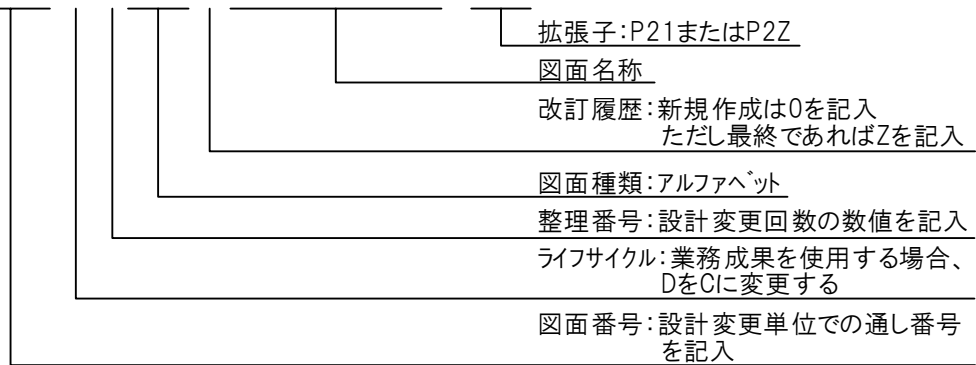 拡張子:P21またはP2Z
図面名称
改訂履歴:新規作成は0を記入
ただし最終であればZを記入
図面種類:アルファベット
整理番号:設計変更回数の数値を記入
ライフサイクル:業務成果を使用する場合、
DをCに変更する
図面番号:設計変更単位での通し番号
を記入